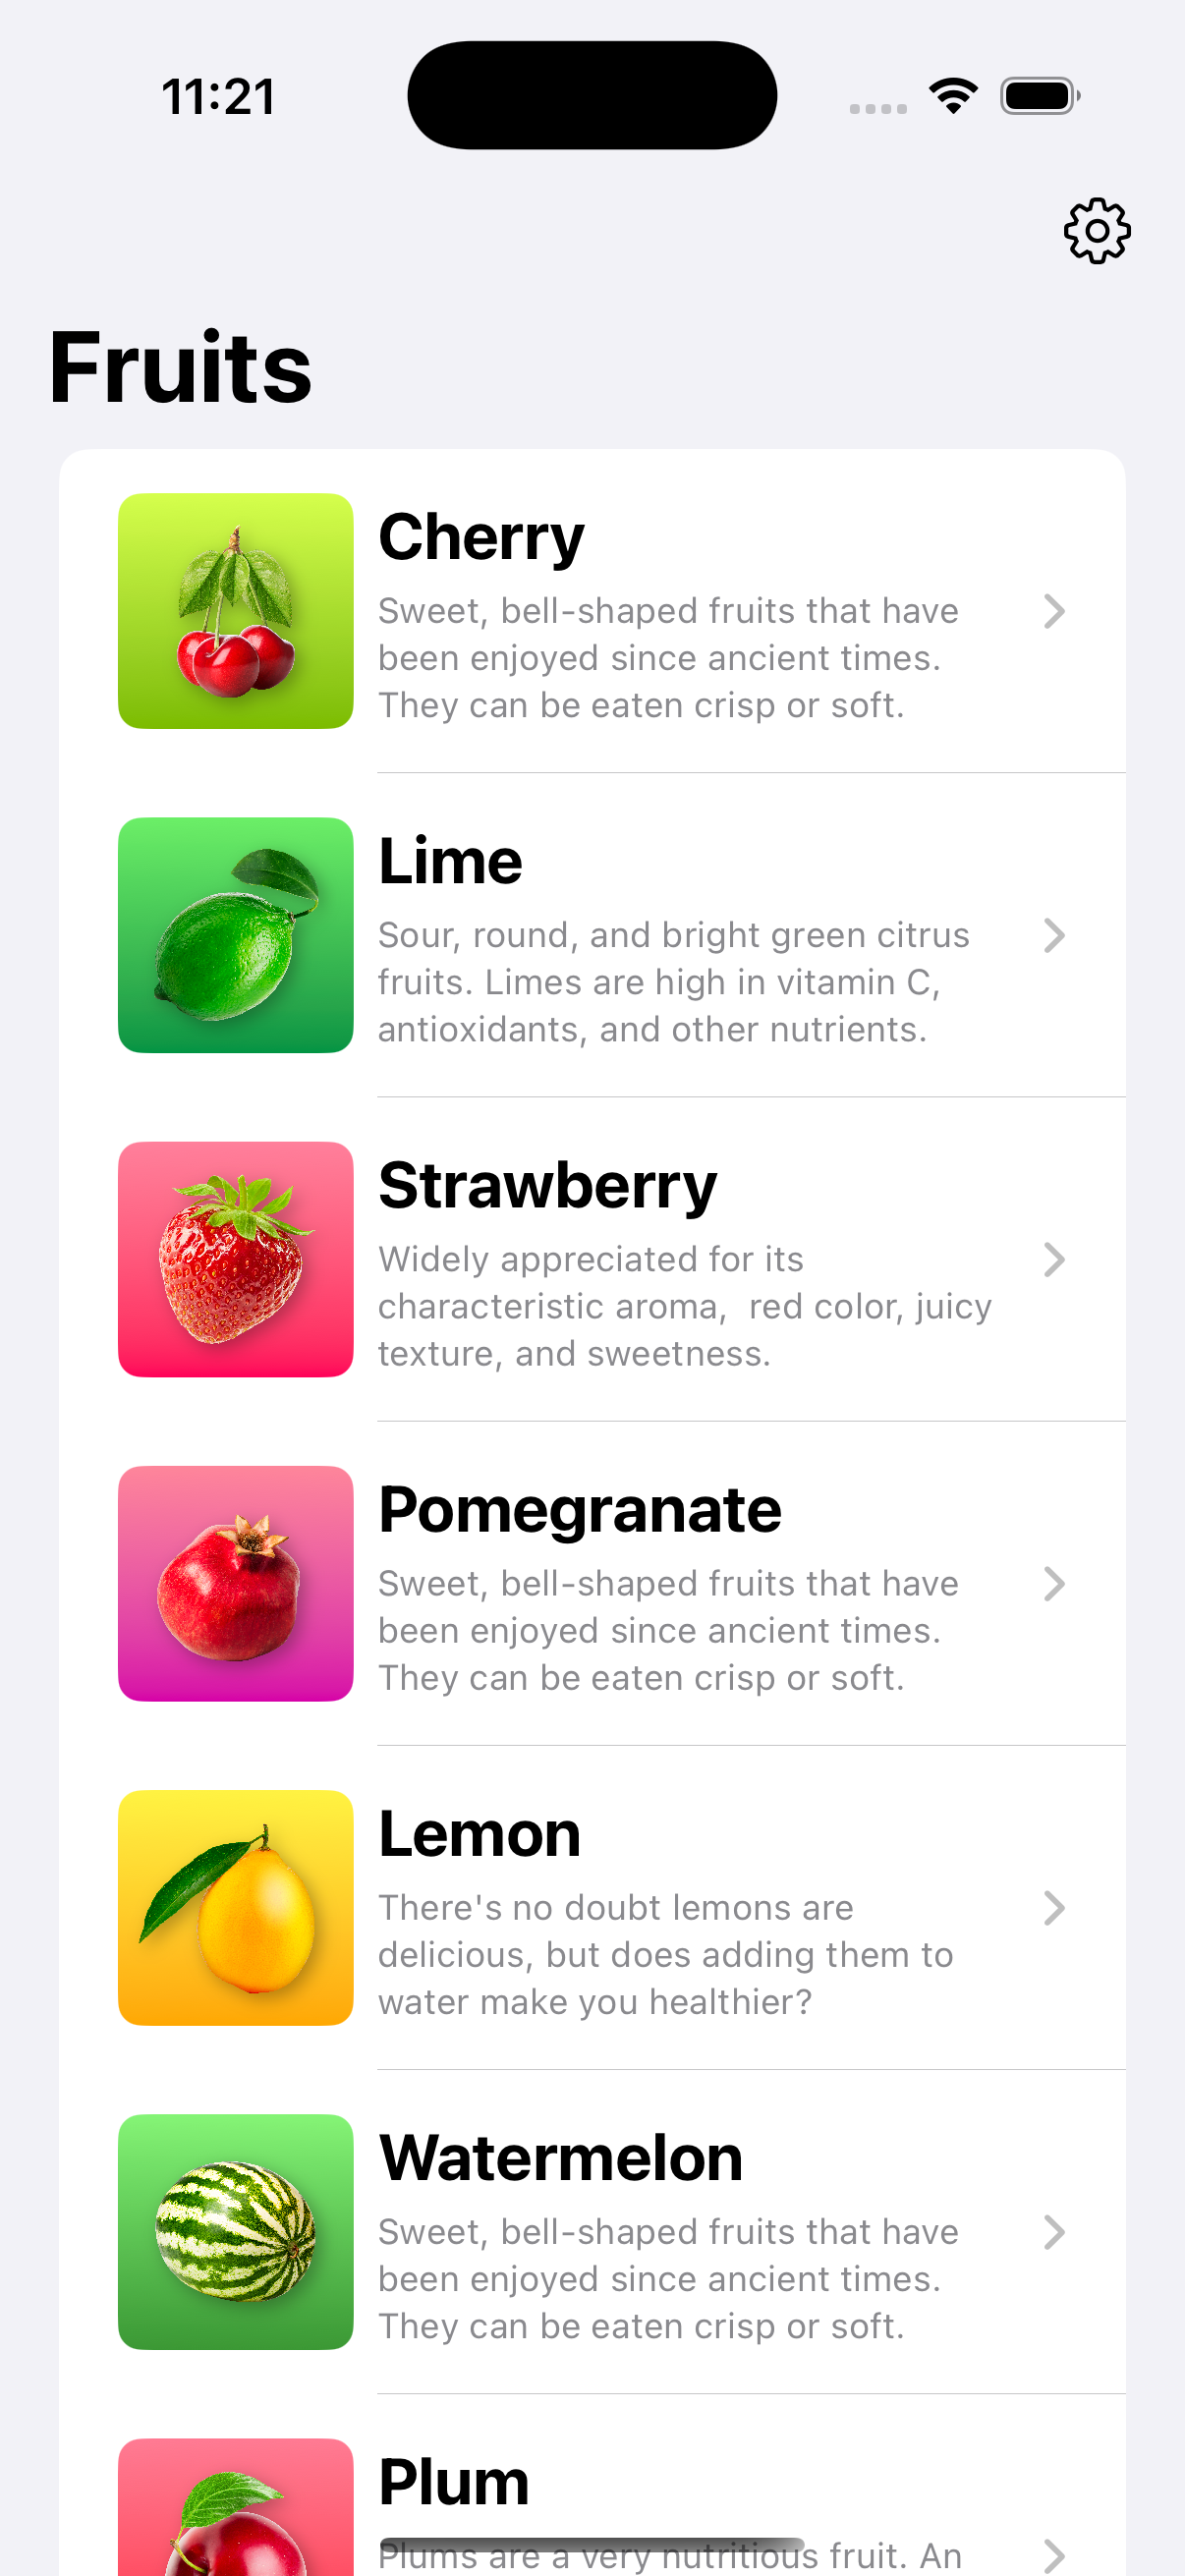 11:21
Fruits
Cherry
Sweet, bell-shaped fruits that have
been enjoyed since ancient times.
They can be eaten crisp or soft.
Lime
Sour, round, and bright green citrus
fruits. Limes are high in vitamin C,
antioxidants, and other nutrients.
Strawberry
Widely appreciated for its
characteristic aroma,  red color, juicy
texture, and sweetness.
Pomegranate
Sweet, bell-shaped fruits that have
been enjoyed since ancient times.
They can be eaten crisp or soft.
Lemon
There's no doubt lemons are
delicious, but does adding them to
water make you healthier?
Watermelon
Sweet, bell-shaped fruits that have
been enjoyed since ancient times.
They can be eaten crisp or soft.
Plum
Plums are a very nutritious fruit. An